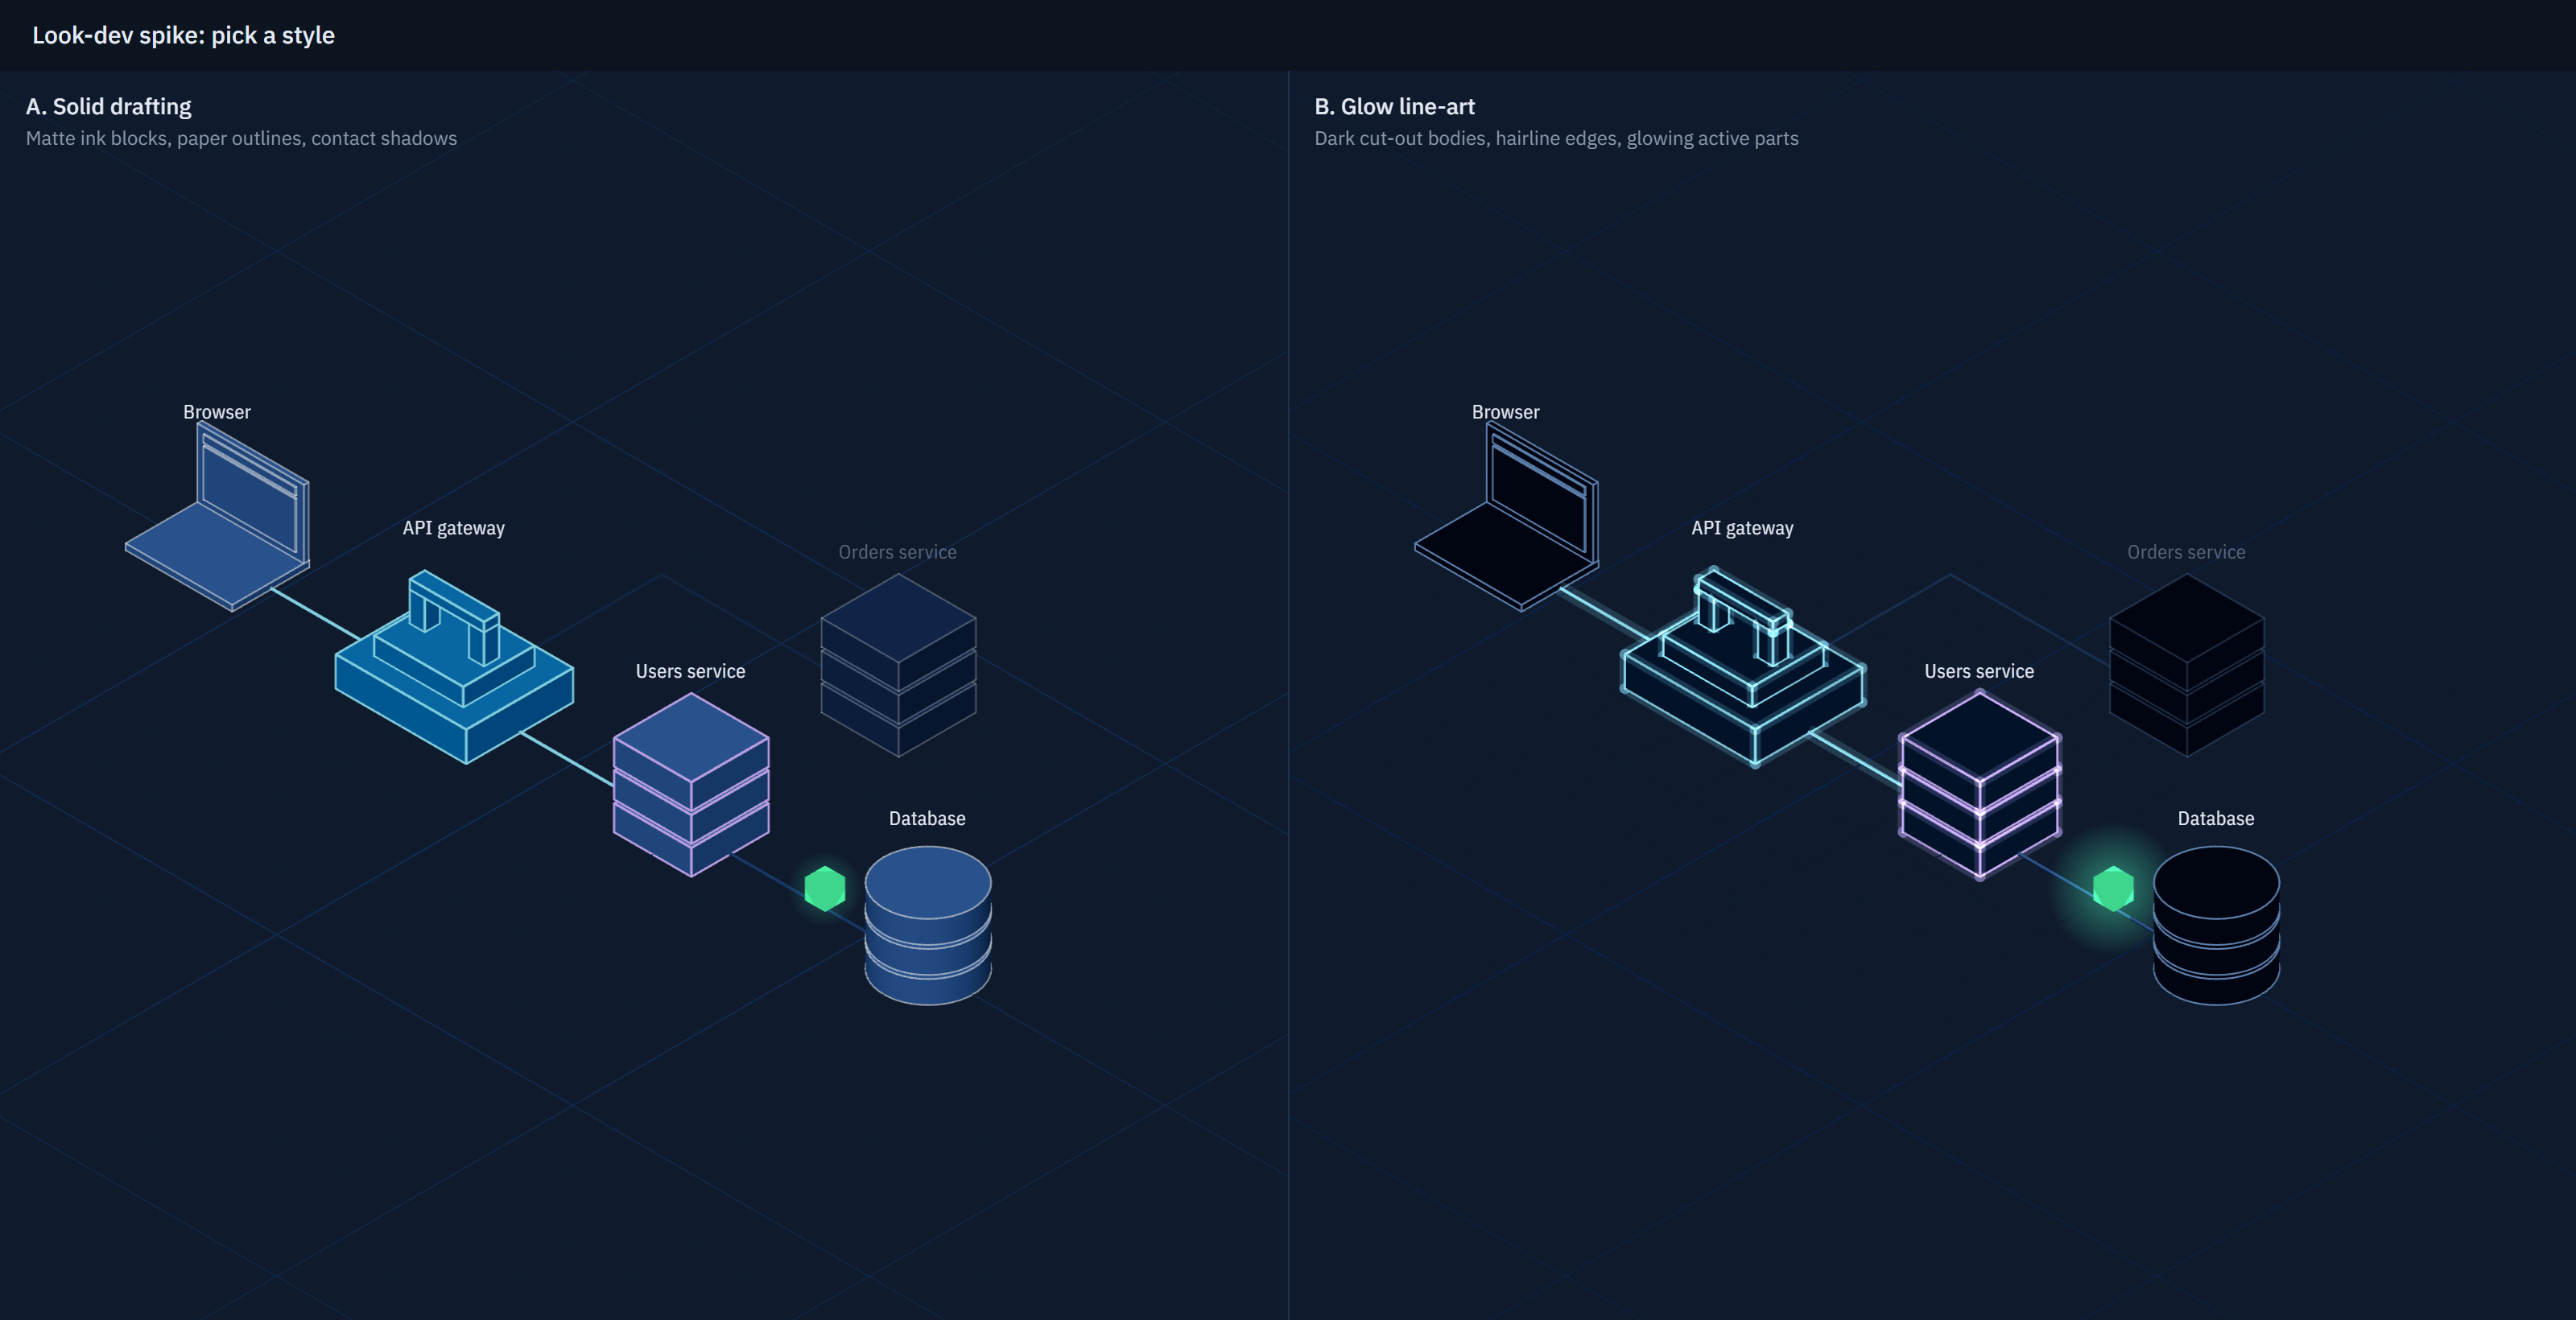 Look-dev spike: pick a style
A. Solid drafting
Matte ink blocks, paper outlines, contact shadows
Browser
API gateway
Orders service
Users service
Database
B. Glow line-art
Dark cut-out bodies, hairline edges, glowing active parts
Browser
API gateway
Orders service
Users service
Database